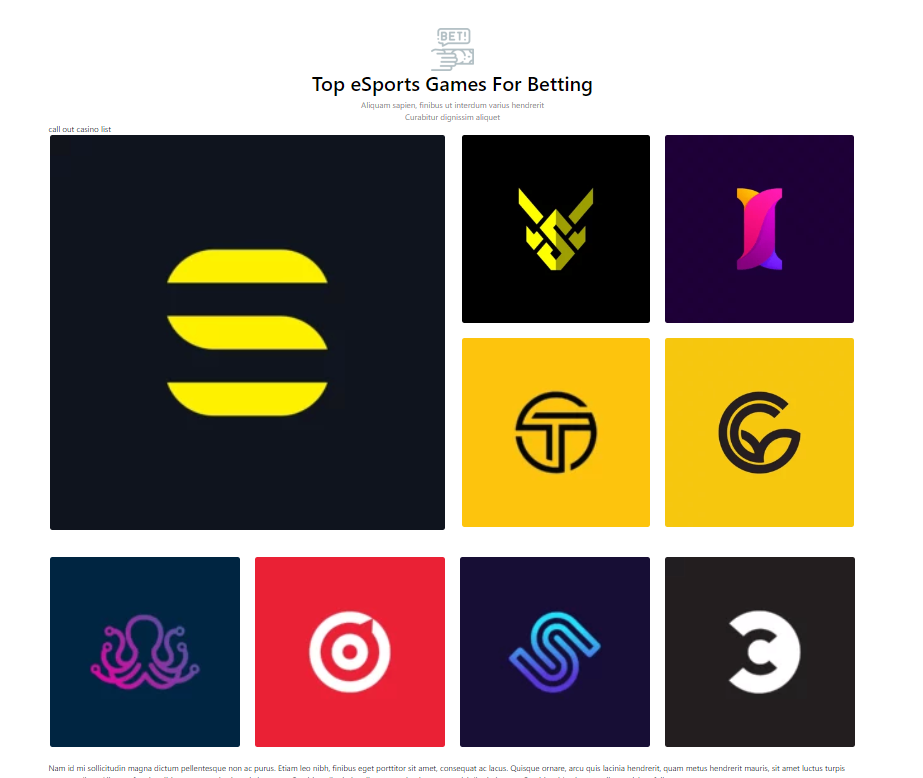 BET!
Top eSports Games For Betting
Aliquam sapien, finibus ut interdum varius hendrerit
Curabitur dignissim aliquet
call out casino list
Nam id mi sollicitudin magna dictum pellentesque non ac purus. Etiam leo nibh, finibus eget porttitor sit amet, consequat ac lacus. Quisque ornare, arcu quis lacinia hendrerit, quam metus hendrerit mauris, sit amet luctus turpis